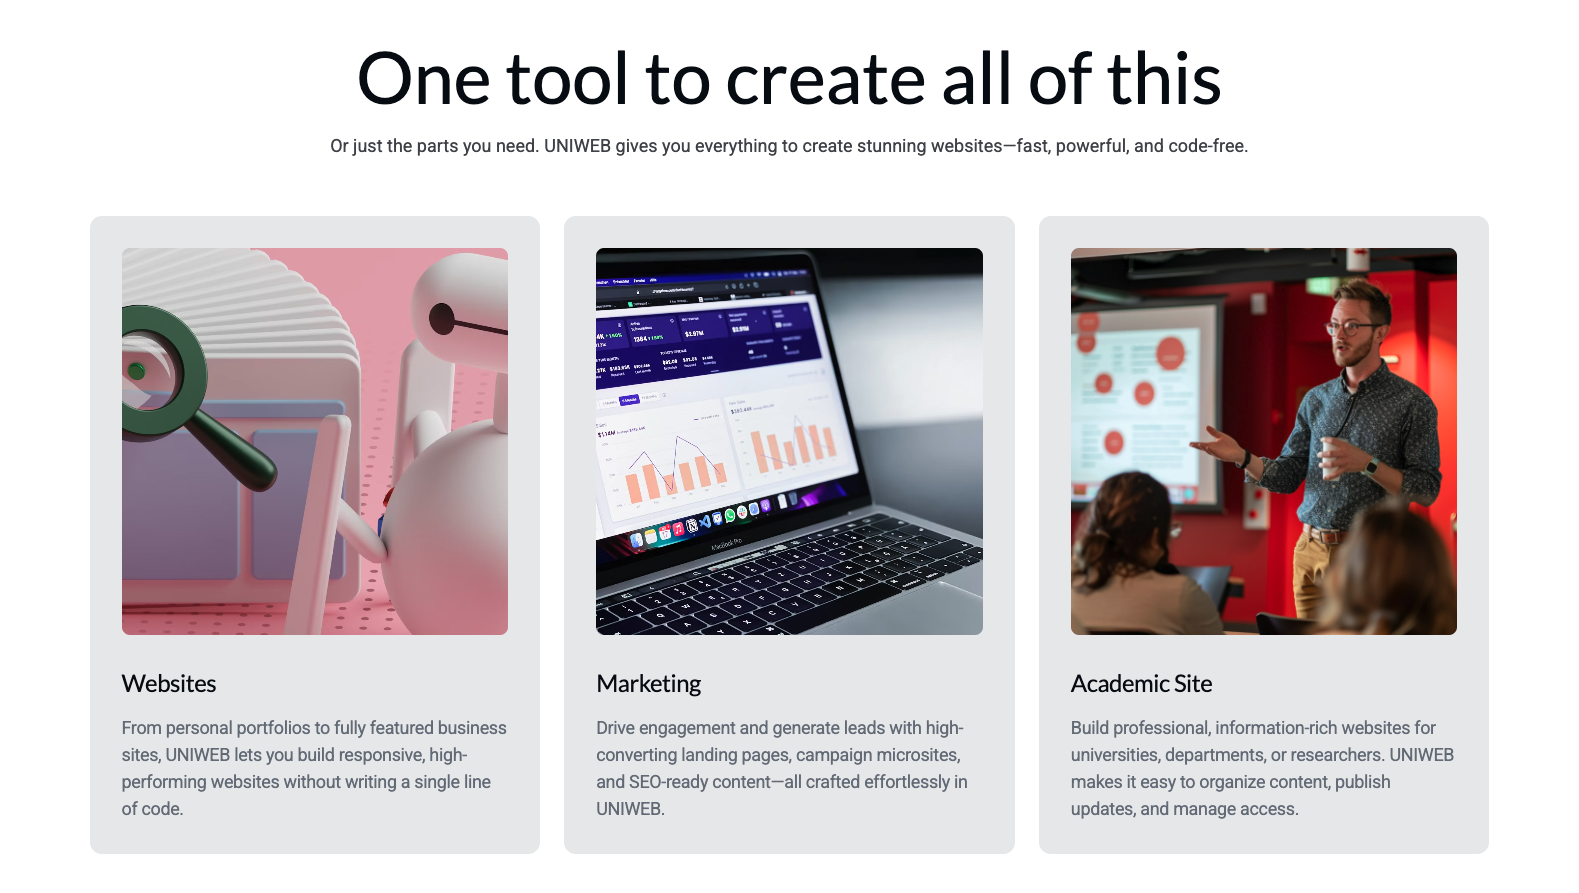 One tool to create all of this
Or just the parts you need. UNIWEB gives you everything to create stunning websites—fast, powerful, and code-free.
Websites
From personal portfolios to fully featured business
sites, UNIWEB lets you build responsive, high-
performing websites without writing a single line
of code.
MacBook Pro
Marketing
Drive engagement and generate leads with high-
converting landing pages, campaign microsites,
and SEO-ready content—all crafted effortlessly in
UNIWEB.
Academic Site
Build professional, information-rich websites for
universities, departments, or researchers. UNIWEB
makes it easy to organize content, publish
updates, and manage access.